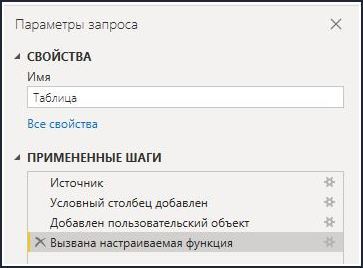 Параметры запроса
СВОЙСТВА
Имя
Таблица
Все свойства
ПРИМЕНЕННЫЕ ШАГИ
Источник
Условный столбец добавлен
Добавлен пользовательский объект
Вызвана настраиваемая функция